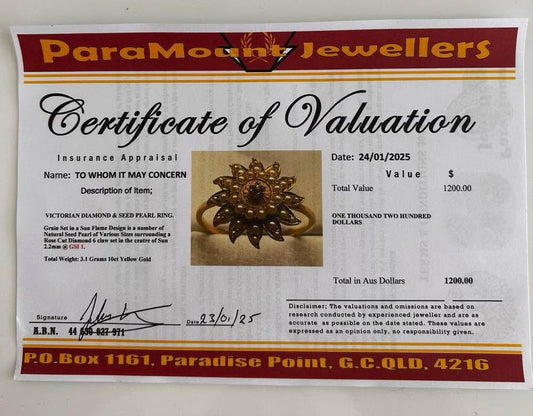 ParaMount Jewellers
Certificate of Valuation
Insurance Appraisal
Date: 24/01/2025
Name: TO WHOM IT MAY CONCERN
Value $
Description of Item;
Total Value 1200.00
VICTORIAN DIAMOND & SEED PEARL RING.
ONE THOUSAND TWO HUNDRED
DOLLARS
Grain Set in a Sun Flame Design is a number of
Natural Seed Pearl of Various Sizes surrounding a
Rose Cut Diamond 6 claw set in the centre of Sun
2.2mm @ GSI 1.
Total Weight: 3.1 Grams 10ct Yellow Gold
Total in Aus Dollars 1200.00
Signature
Date 23/01/25
A.B.N. 44 630 927 971
Disclaimer; The valuations and omissions are based on
research conducted by experienced jeweller and are as
accurate as possible on the date stated. These values are
expressed as an opinion only, no responsibility given.
P.O.Box 1161, Paradise Point, G.C.QLD, 4216